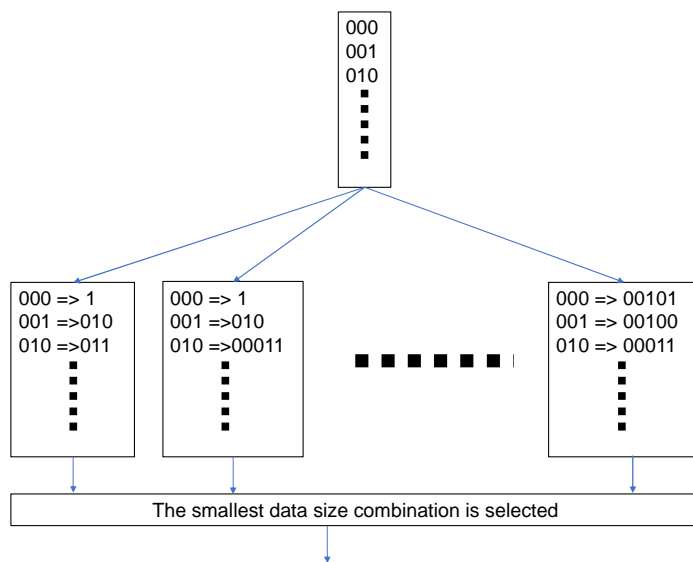 000
001
010
000 => 1
001 =>010
010 =>011
000 => 1
001 =>010
010 =>00011
000 => 00101
001 => 00100
010 => 00011
The smallest data size combination is selected